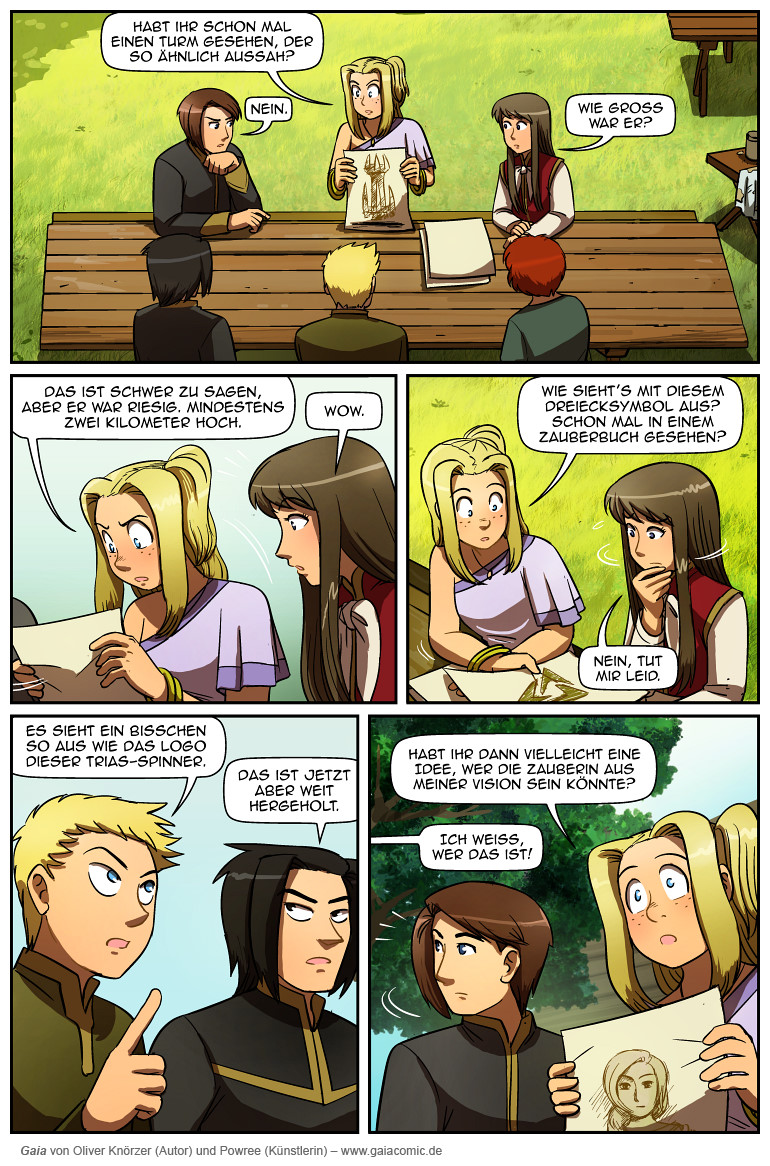 HABT IHR SCHON MAL
EINEN TURM GESEHEN, DER
SO ÄHNLICH AUSSAH?
NEIN.
WIE GROSS
WAR ER?
DAS IST SCHWER ZU SAGEN,
ABER ER WAR RIESIG. MINDESTENS
ZWEI KILOMETER HOCH.
WOW.
WIE SIEHT'S MIT DIESEM
DREIECKSYMBOL AUS?
SCHON MAL IN EINEM
ZAUBERBUCH GESEHEN?
NEIN, TUT
MIR LEID.
ES SIEHT EIN BISSCHEN
SO AUS WIE DAS LOGO
DIESER TRIAS-SPINNER.
DAS IST JETZT
ABER WEIT
HERGEHOLT.
HABT IHR DANN VIELLEICHT EINE
IDEE, WER DIE ZAUBERIN AUS
MEINER VISION SEIN KÖNNTE?
ICH WEISS,
WER DAS IST!
Gaia von Oliver Knörzer (Autor) und Powree (Künstlerin) – www.gaiacomic.de